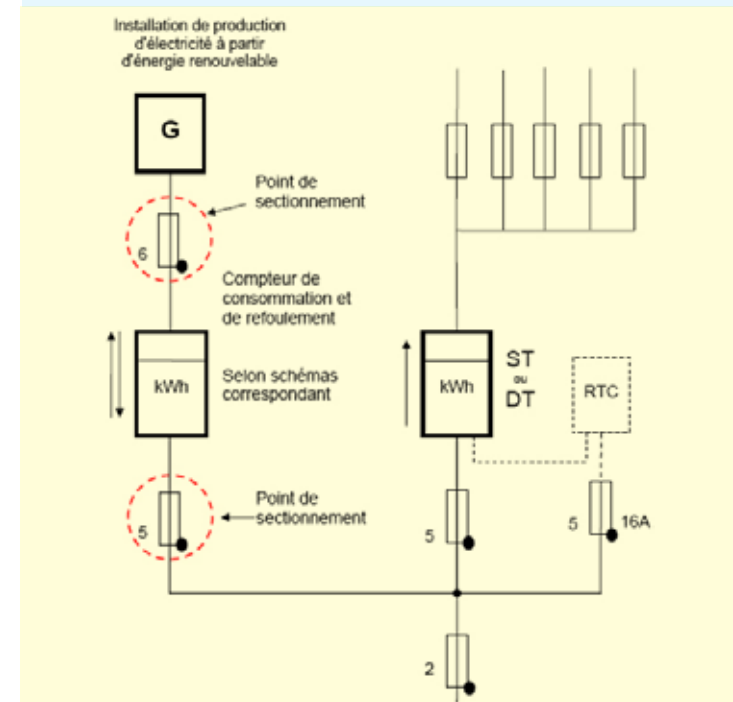 Installation de production
d'électricité à partir
d'énergie renouvelable
G
Point de
sectionnement
6
Compteur de
consommation et
de refoulement
kWh
Selon schémas
correspondant
kWh
ST
ou
DT
RTC
5
Point de
sectionnement
5
5
16A
2